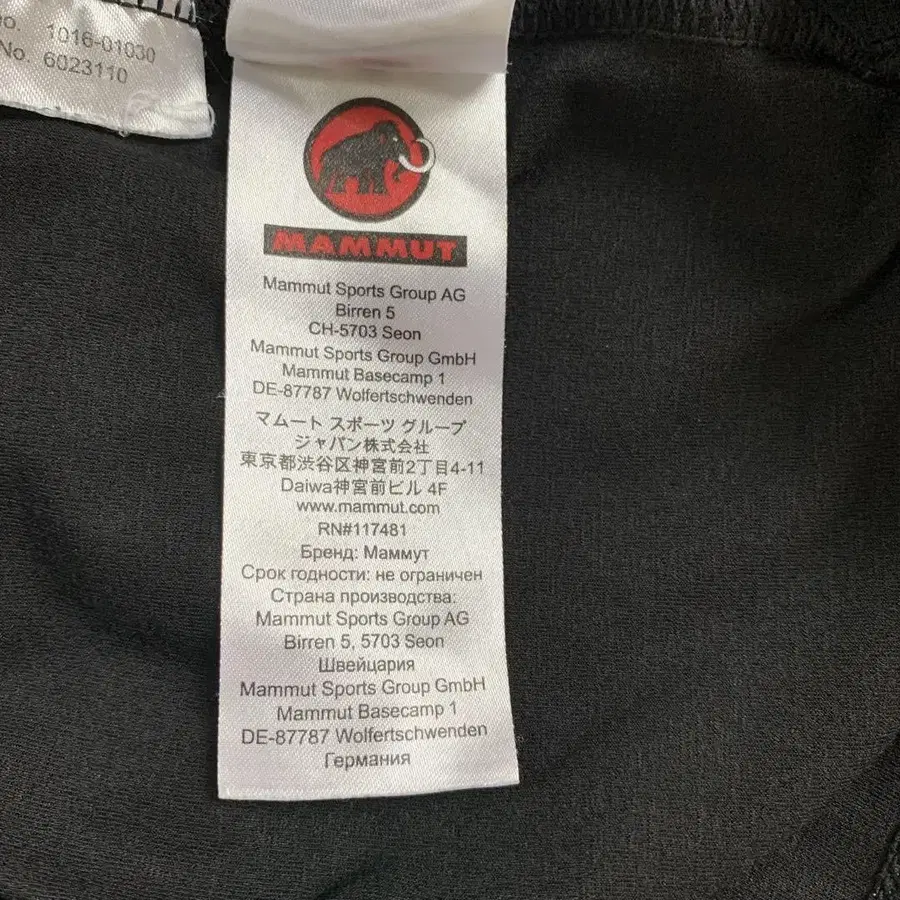 no. 1016-01030
No. 6023110
MAMMUT
Mammut Sports Group AG
Birren 5
CH-5703 Seon
Mammut Sports Group GmbH
Mammut Basecamp 1
DE-87787 Wolfertschwenden
マムート スポーツ グループ
ジャパン株式会社
東京都渋谷区神宮前2丁目4-11
Daiwa神宮前ビル 4F
www.mammut.com
RN#117481
Бренд: Маммут
Срок годности: не ограничен
Страна производства:
Mammut Sports Group AG
Birren 5, 5703 Seon
Швейцария
Mammut Sports Group GmbH
Mammut Basecamp 1
DE-87787 Wolfertschwenden
Германия